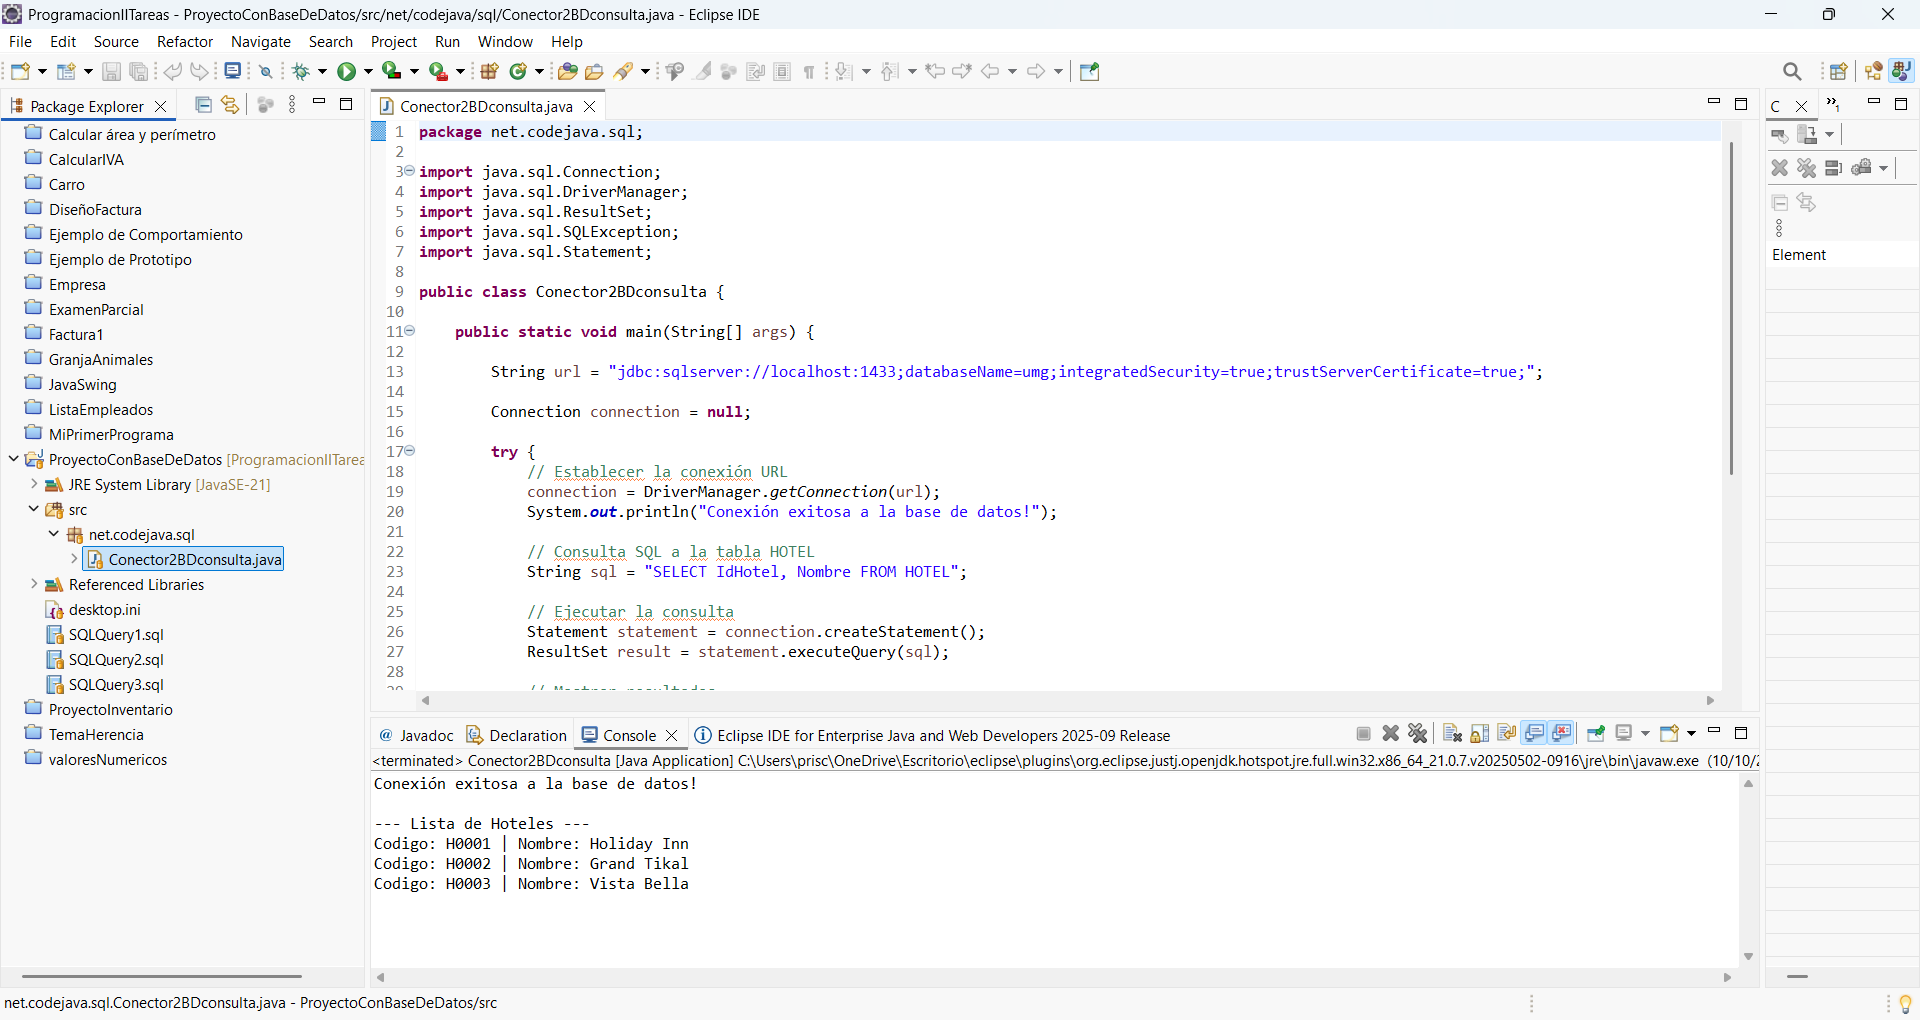 ProgramacionIITareas - ProyectoConBaseDeDatos/src/net/codejava/sql/Conector2BDconsulta.java - Eclipse IDE
File Edit Source Refactor Navigate Search Project Run Window Help
Package Explorer
Calcular área y perímetro
CalcularIVA
Carro
DiseñoFactura
Ejemplo de Comportamiento
Ejemplo de Prototipo
Empresa
ExamenParcial
Factura1
GranjaAnimales
JavaSwing
ListaEmpleados
MiPrimerPrograma
ProyectoConBaseDeDatos [ProgramacionIITarea
JRE System Library [JavaSE-21]
src
net.codejava.sql
Conector2BDconsulta.java
Referenced Libraries
desktop.ini
SQLQuery1.sql
SQLQuery2.sql
SQLQuery3.sql
ProyectoInventario
TemaHerencia
valoresNumericos
Conector2BDconsulta.java
1 package net.codejava.sql;
2
3 import java.sql.Connection;
4 import java.sql.DriverManager;
5 import java.sql.ResultSet;
6 import java.sql.SQLException;
7 import java.sql.Statement;
8
9 public class Conector2BDconsulta {
10
11 public static void main(String[] args) {
12
13 String url = "jdbc:sqlserver://localhost:1433;databaseName=umg;integratedSecurity=true;trustServerCertificate=true;";
14
15 Connection connection = null;
16
17 try {
18 // Establecer la conexión URL
19 connection = DriverManager.getConnection(url);
20 System.out.println("Conexión exitosa a la base de datos!");
21
22 // Consulta SQL a la tabla HOTEL
23 String sql = "SELECT IdHotel, Nombre FROM HOTEL";
24
25 // Ejecutar la consulta
26 Statement statement = connection.createStatement();
27 ResultSet result = statement.executeQuery(sql);
28
29 // Mostrar resultados
C
»1
Element
@ Javadoc Declaration Console Eclipse IDE for Enterprise Java and Web Developers 2025-09 Release
<terminated> Conector2BDconsulta [Java Application] C:\Users\prisc\OneDrive\Escritorio\eclipse\plugins\org.eclipse.justj.openjdk.hotspot.jre.full.win32.x86_64_21.0.7.v20250502-0916\jre\bin\javaw.exe (10/10/2
Conexión exitosa a la base de datos!

--- Lista de Hoteles ---
Codigo: H0001 | Nombre: Holiday Inn
Codigo: H0002 | Nombre: Grand Tikal
Codigo: H0003 | Nombre: Vista Bella
net.codejava.sql.Conector2BDconsulta.java - ProyectoConBaseDeDatos/src